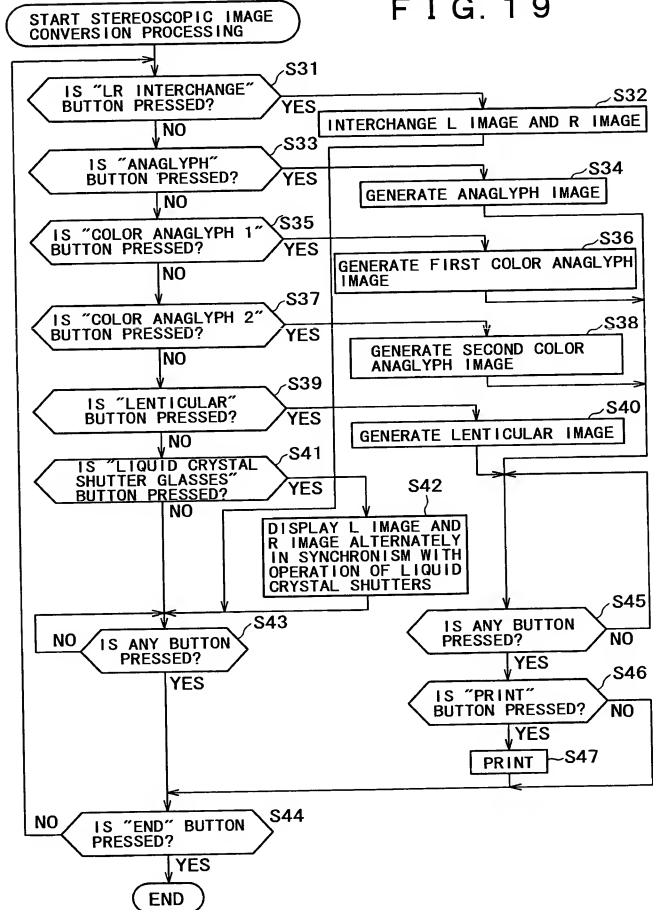 FIG. 19
START STEREOSCOPIC IMAGE
CONVERSION PROCESSING
S31
IS "LR INTERCHANGE"
BUTTON PRESSED?
YES
NO
S32
INTERCHANGE L IMAGE AND R IMAGE
S33
IS "ANAGLYPH"
BUTTON PRESSED?
YES
NO
S34
GENERATE ANAGLYPH IMAGE
S35
IS "COLOR ANAGLYPH 1"
BUTTON PRESSED?
YES
NO
S36
GENERATE FIRST COLOR ANAGLYPH
IMAGE
S37
IS "COLOR ANAGLYPH 2"
BUTTON PRESSED?
YES
NO
S38
GENERATE SECOND COLOR
ANAGLYPH IMAGE
S39
IS "LENTICULAR"
BUTTON PRESSED?
YES
NO
S40
GENERATE LENTICULAR IMAGE
S41
IS "LIQUID CRYSTAL
SHUTTER GLASSES"
BUTTON PRESSED?
YES
NO
S42
DISPLAY L IMAGE AND
R IMAGE ALTERNATELY
IN SYNCHRONISM WITH
OPERATION OF LIQUID
CRYSTAL SHUTTERS
S43
NO
IS ANY BUTTON
PRESSED?
YES
S45
IS ANY BUTTON
PRESSED?
NO
YES
S46
IS "PRINT"
BUTTON PRESSED?
NO
YES
PRINT
S47
S44
NO
IS "END" BUTTON
PRESSED?
YES
END